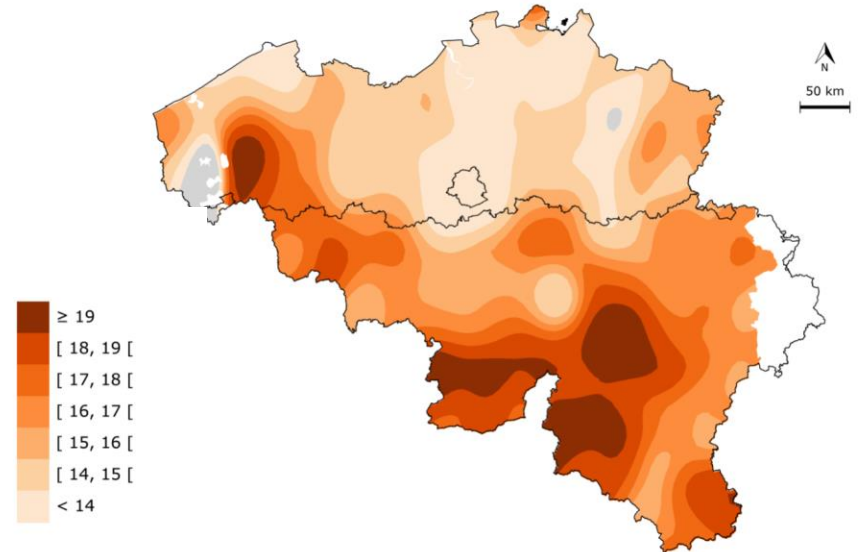 N
50 km
≥ 19
[ 18, 19 [
[ 17, 18 [
[ 16, 17 [
[ 15, 16 [
[ 14, 15 [
< 14